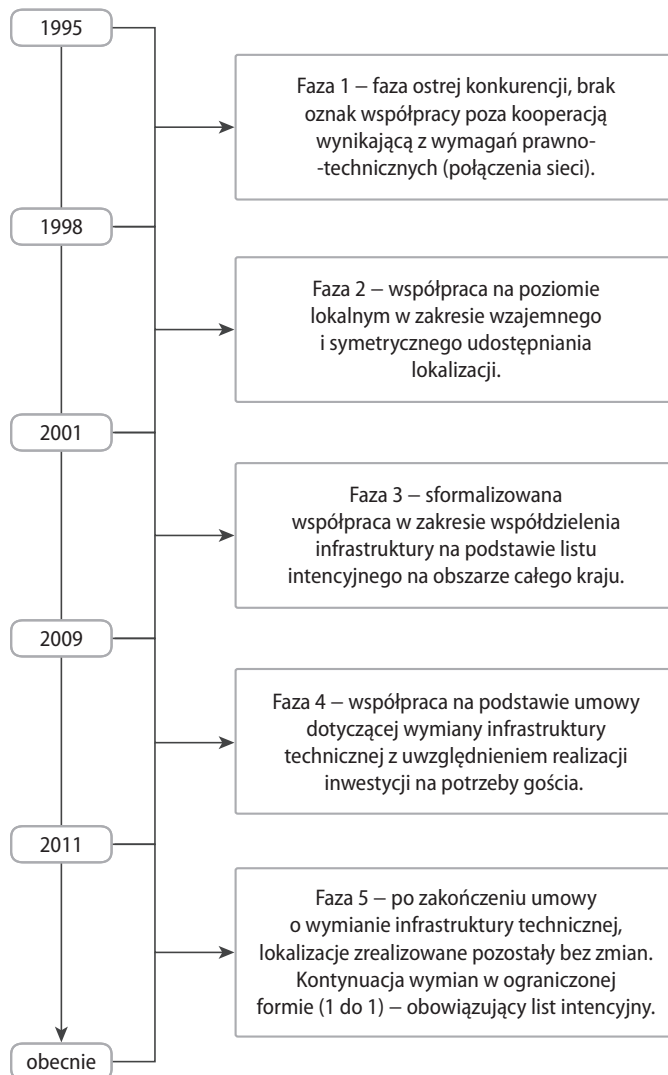 1995
Faza 1 – faza ostrej konkurencji, brak
oznak współpracy poza kooperacją
wynikającą z wymagań prawno-
-technicznych (połączenia sieci).
1998
Faza 2 – współpraca na poziomie
lokalnym w zakresie wzajemnego
i symetrycznego udostępniania
lokalizacji.
2001
Faza 3 – sformalizowana
współpraca w zakresie współdzielenia
infrastruktury na podstawie listu
intencyjnego na obszarze całego kraju.
2009
Faza 4 – współpraca na podstawie umowy
dotyczącej wymiany infrastruktury
technicznej z uwzględnieniem realizacji
inwestycji na potrzeby gościa.
2011
Faza 5 – po zakończeniu umowy
o wymianie infrastruktury technicznej,
lokalizacje zrealizowane pozostały bez zmian.
Kontynuacja wymian w ograniczonej
formie (1 do 1) – obowiązujący list intencyjny.
obecnie